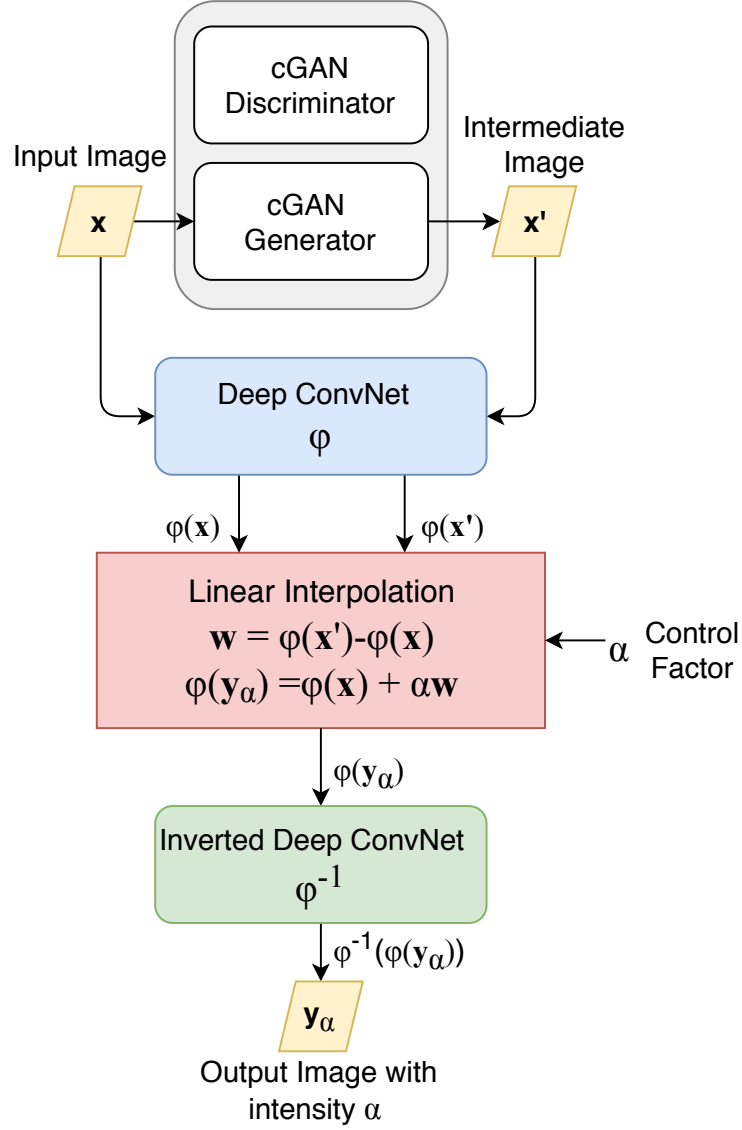 cGAN
Discriminator
Input Image
Intermediate
Image
x
cGAN
Generator
x'
Deep ConvNet
φ
φ(x)
φ(x')
Linear Interpolation
w = φ(x')-φ(x)
φ(yα) =φ(x) + αw
α
Control
Factor
φ(yα)
Inverted Deep ConvNet
φ-1
φ-1(φ(yα))
yα
Output Image with
intensity α